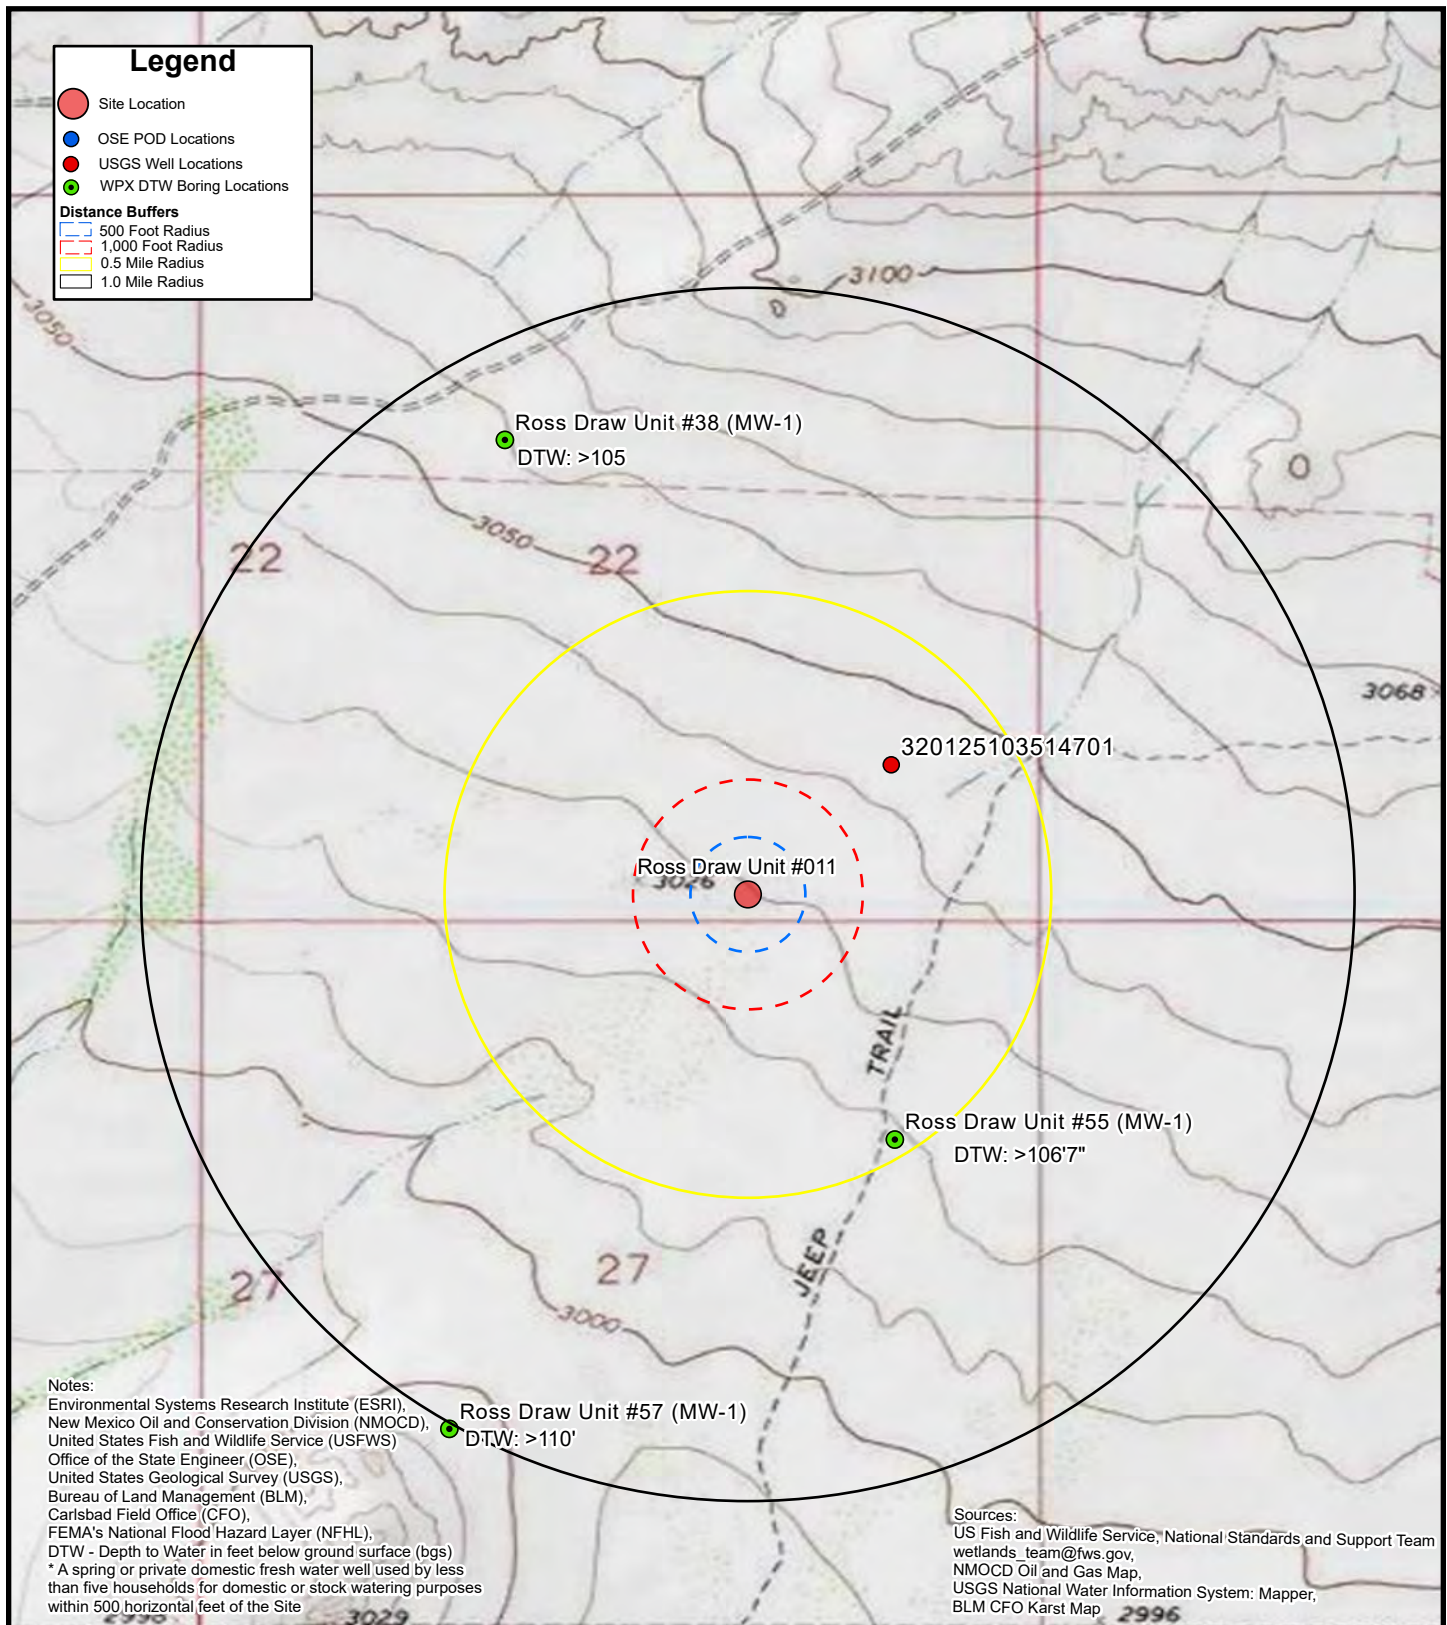 Legend
Site Location
OSE POD Locations
USGS Well Locations
WPX DTW Boring Locations
Distance Buffers
500 Foot Radius
1,000 Foot Radius
0.5 Mile Radius
1.0 Mile Radius
3050
3100
Ross Draw Unit #38 (MW-1)
DTW: >105
3050
22
22
3068
320125103514701
Ross Draw Unit #011
3026
TRAIL
Ross Draw Unit #55 (MW-1)
DTW: >106'7"
JEEP
27
27
3000
Ross Draw Unit #57 (MW-1)
DTW: >110'
Notes:
Environmental Systems Research Institute (ESRI),
New Mexico Oil and Conservation Division (NMOCD),
United States Fish and Wildlife Service (USFWS)
Office of the State Engineer (OSE),
United States Geological Survey (USGS),
Bureau of Land Management (BLM),
Carlsbad Field Office (CFO),
FEMA's National Flood Hazard Layer (NFHL),
DTW - Depth to Water in feet below ground surface (bgs)
* A spring or private domestic fresh water well used by less
than five households for domestic or stock watering purposes
within 500 horizontal feet of the Site
3029
Sources:
US Fish and Wildlife Service, National Standards and Support Team
wetlands_team@fws.gov,
NMOCD Oil and Gas Map,
USGS National Water Information System: Mapper,
BLM CFO Karst Map
2996